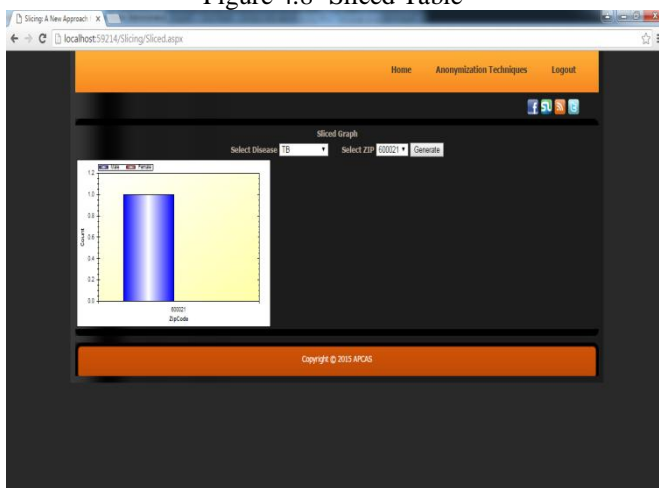 Figure 4.8 Sliced Table
Slicing: A New Approach
localhost:59214/Slicing/Sliced.aspx
Home Anonymization Techniques Logout
Sliced Graph
Select Disease TB Select ZIP 600021 Generate
Male Female
1.2
1.0
0.8
0.6
0.4
0.2
0.0
Count
600021
ZipCode
Copyright © 2015 APCAS